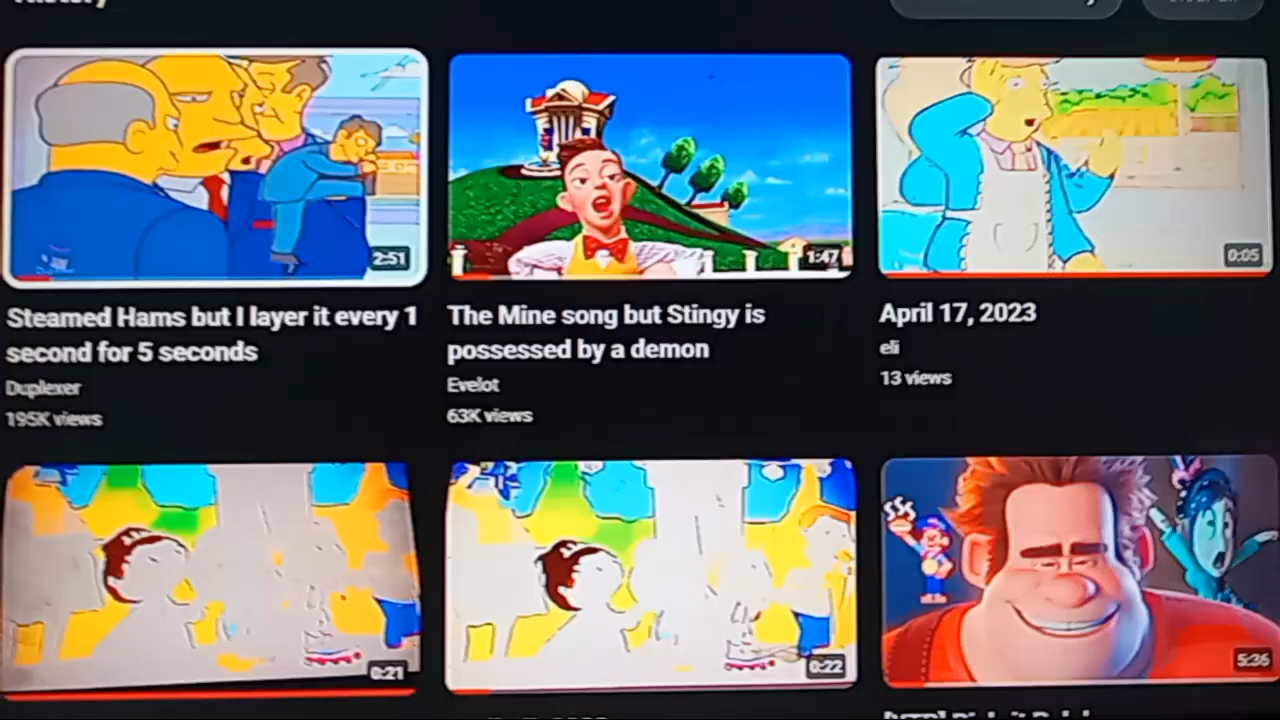 History
2:51
1:47
0:05
Steamed Hams but I layer it every 1
second for 5 seconds
Duplexer
195K views
The Mine song but Stingy is
possessed by a demon
Evelot
63K views
April 17, 2023
eli
13 views
0:21
0:22
5:36